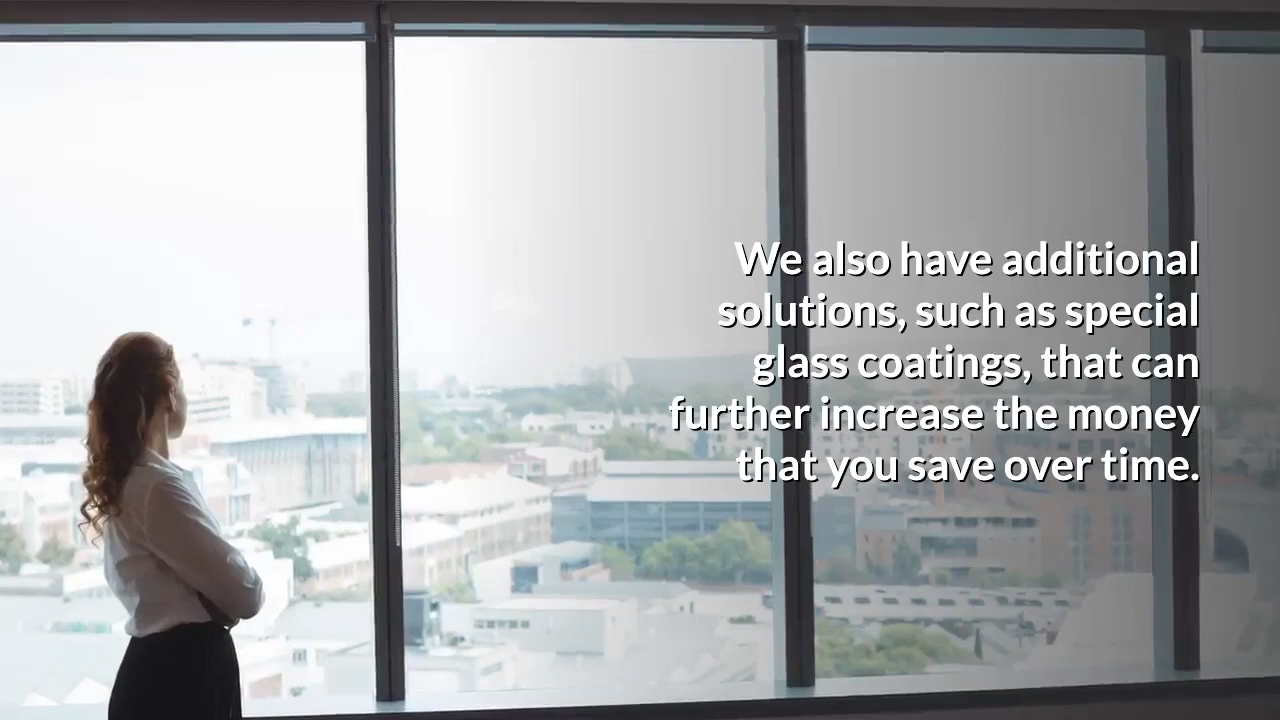 We also have additional
solutions, such as special
glass coatings, that can
further increase the money
that you save over time.